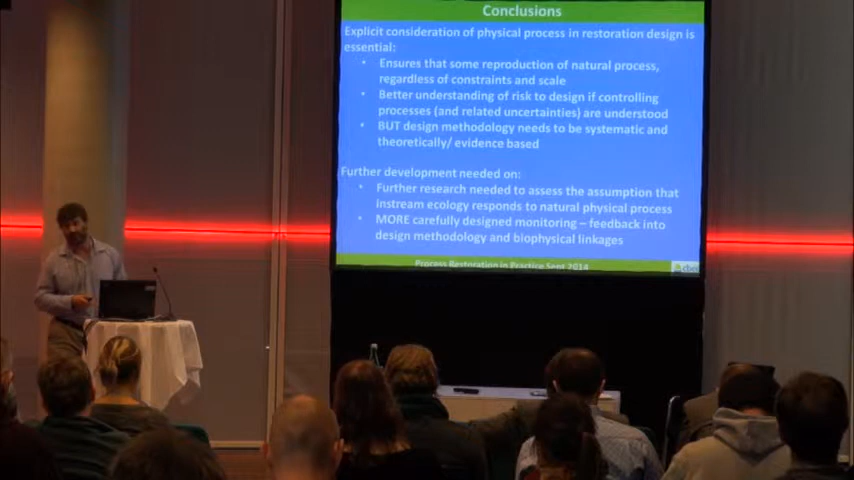 Conclusions
Explicit consideration of physical process in restoration design is
essential:
• Ensures that some reproduction of natural process,
regardless of constraints and scale
• Better understanding of risk to design if controlling
processes (and related uncertainties) are understood
• BUT design methodology needs to be systematic and
theoretically/ evidence based
Further development needed on:
• Further research needed to assess the assumption that
instream ecology responds to natural physical process
• MORE carefully designed monitoring – feedback into
design methodology and biophysical linkages
Process Restoration in Practice Sept 2014
cbec